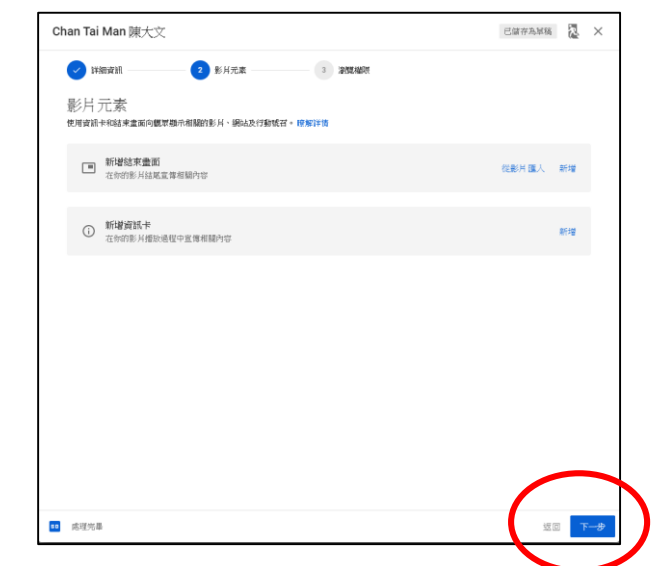 Chan Tai Man 陳大文
已儲存為草稿
詳細資訊
2 影片元素
3 瀏覽權限
影片元素
使用資訊卡和結束畫面向觀眾顯示相關的影片、網站及行動號召。瞭解詳情
新增結束畫面
在你的影片結尾宣傳相關內容
從影片匯入 新增
新增資訊卡
在你的影片播放過程中宣傳相關內容
新增
處理完畢
返回 下一步